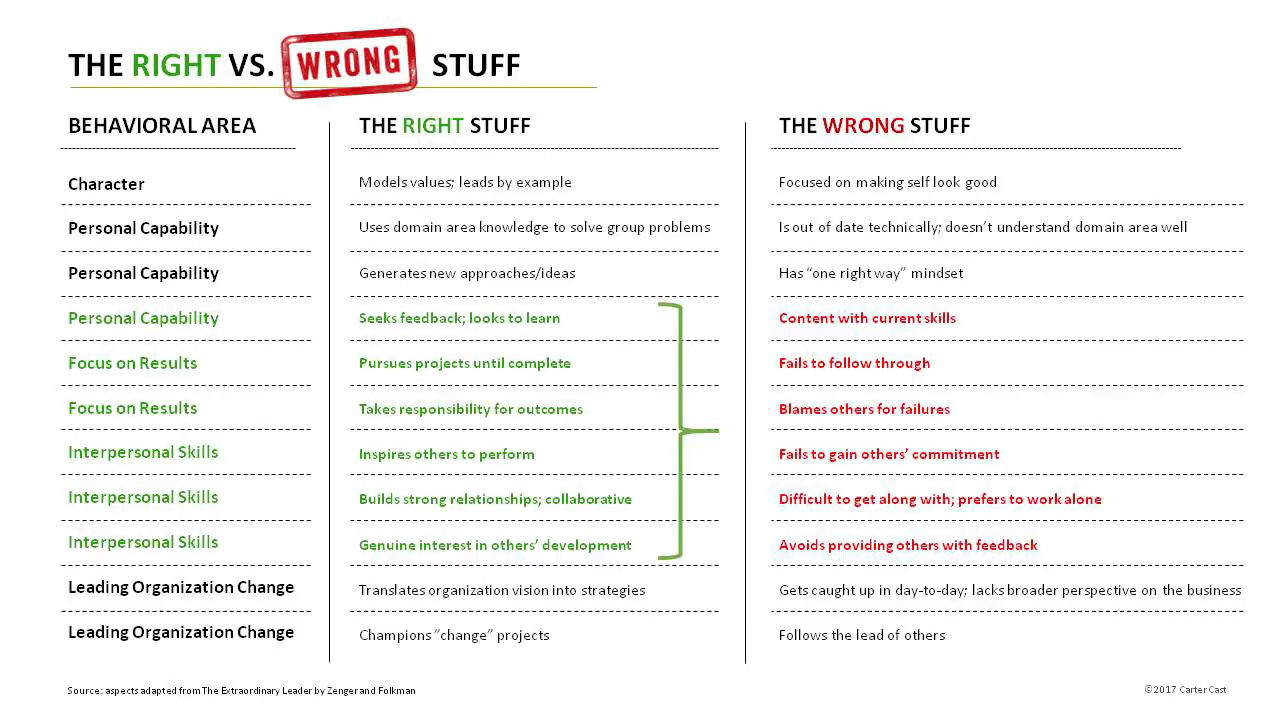 THE RIGHT VS. WRONG STUFF
BEHAVIORAL AREA THE RIGHT STUFF THE WRONG STUFF
Character Models values; leads by example Focused on making self look good
Personal Capability Uses domain area knowledge to solve group problems Is out of date technically; doesn’t understand domain area well
Personal Capability Generates new approaches/ideas Has “one right way” mindset
Personal Capability Seeks feedback; looks to learn Content with current skills
Focus on Results Pursues projects until complete Fails to follow through
Focus on Results Takes responsibility for outcomes Blames others for failures
Interpersonal Skills Inspires others to perform Fails to gain others’ commitment
Interpersonal Skills Builds strong relationships; collaborative Difficult to get along with; prefers to work alone
Interpersonal Skills Genuine interest in others’ development Avoids providing others with feedback
Leading Organization Change Translates organization vision into strategies Gets caught up in day-to-day; lacks broader perspective on the business
Leading Organization Change Champions ”change” projects Follows the lead of others
Source: aspects adapted from The Extraordinary Leader by Zenger and Folkman ©2017 Carter Cast